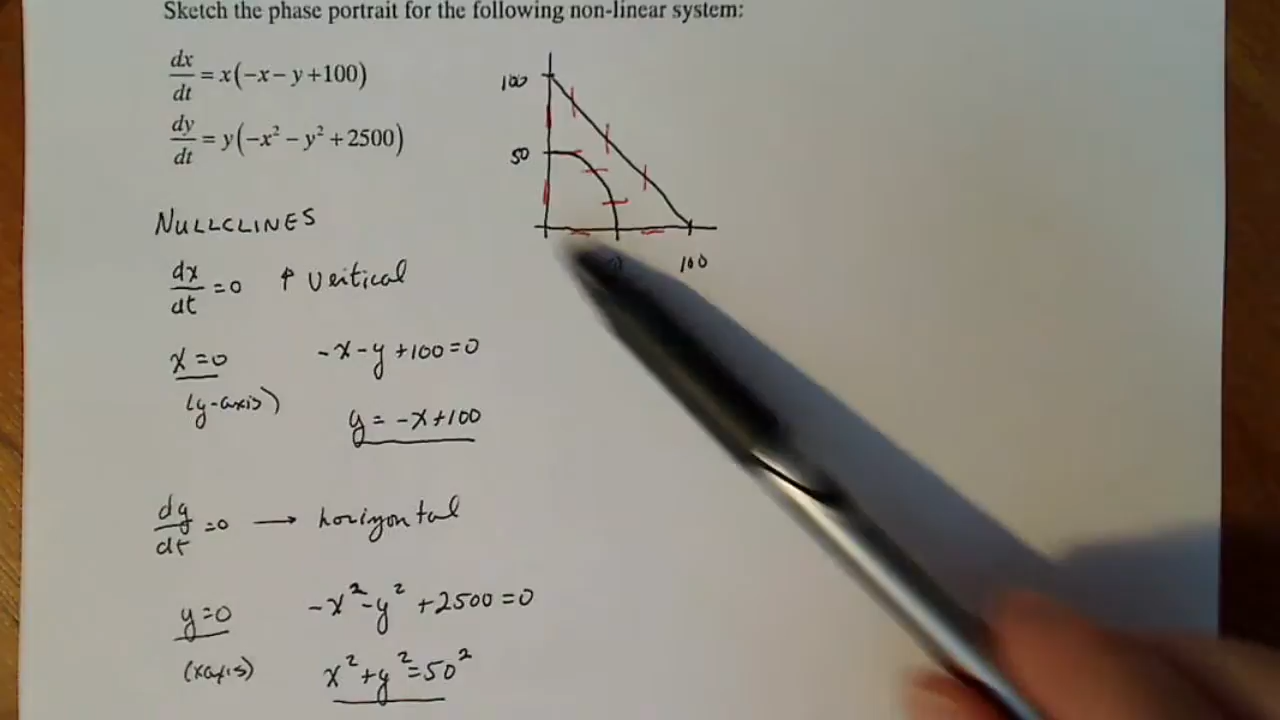 Sketch the phase portrait for the following non-linear system:
dx/dt = x(-x - y + 100)
dy/dt = y(-x² - y² + 2500)
100
50
100
NULLCLINES
dx/dt = 0 ↑ vertical
x = 0 -x - y + 100 = 0
(y-axis)
y = -x + 100
dy/dt = 0 → horizontal
y = 0 -x² - y² + 2500 = 0
(x axis) x² + y² = 50²